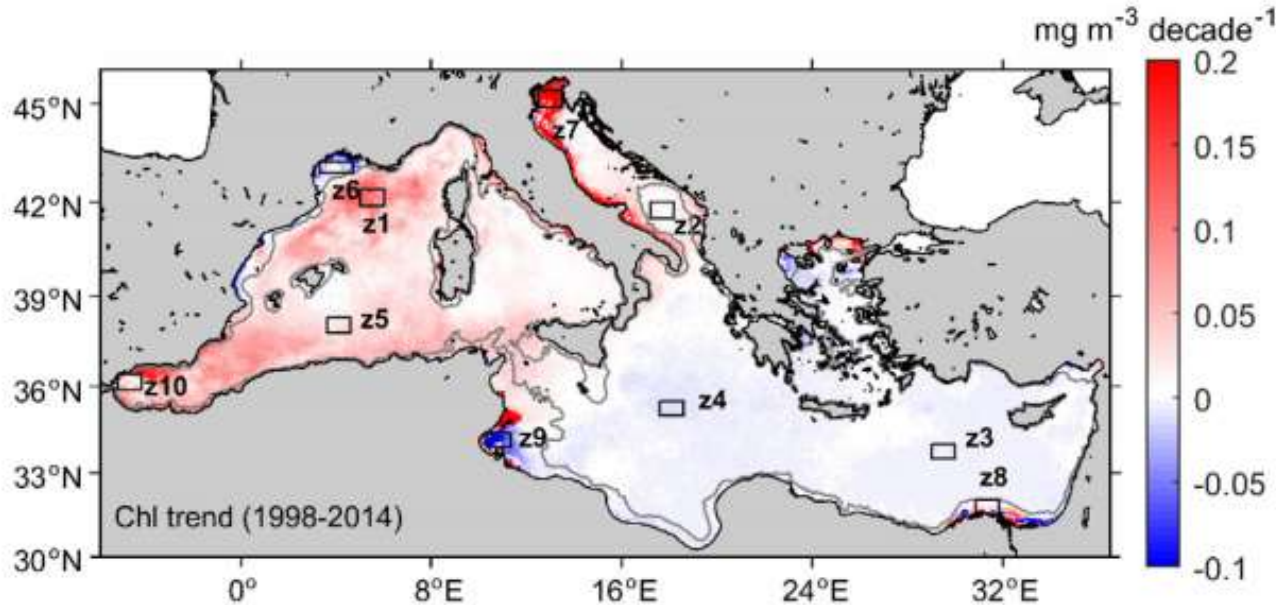 mg m⁻³ decade⁻¹
0.2
45°N
z7
0.15
z6
42°N
z1
z2
0.1
39°N
z5
0.05
36°N
z10
z4
0
z9
z3
33°N
z8
-0.05
Chl trend (1998-2014)
30°N
-0.1
0°
8°E
16°E
24°E
32°E